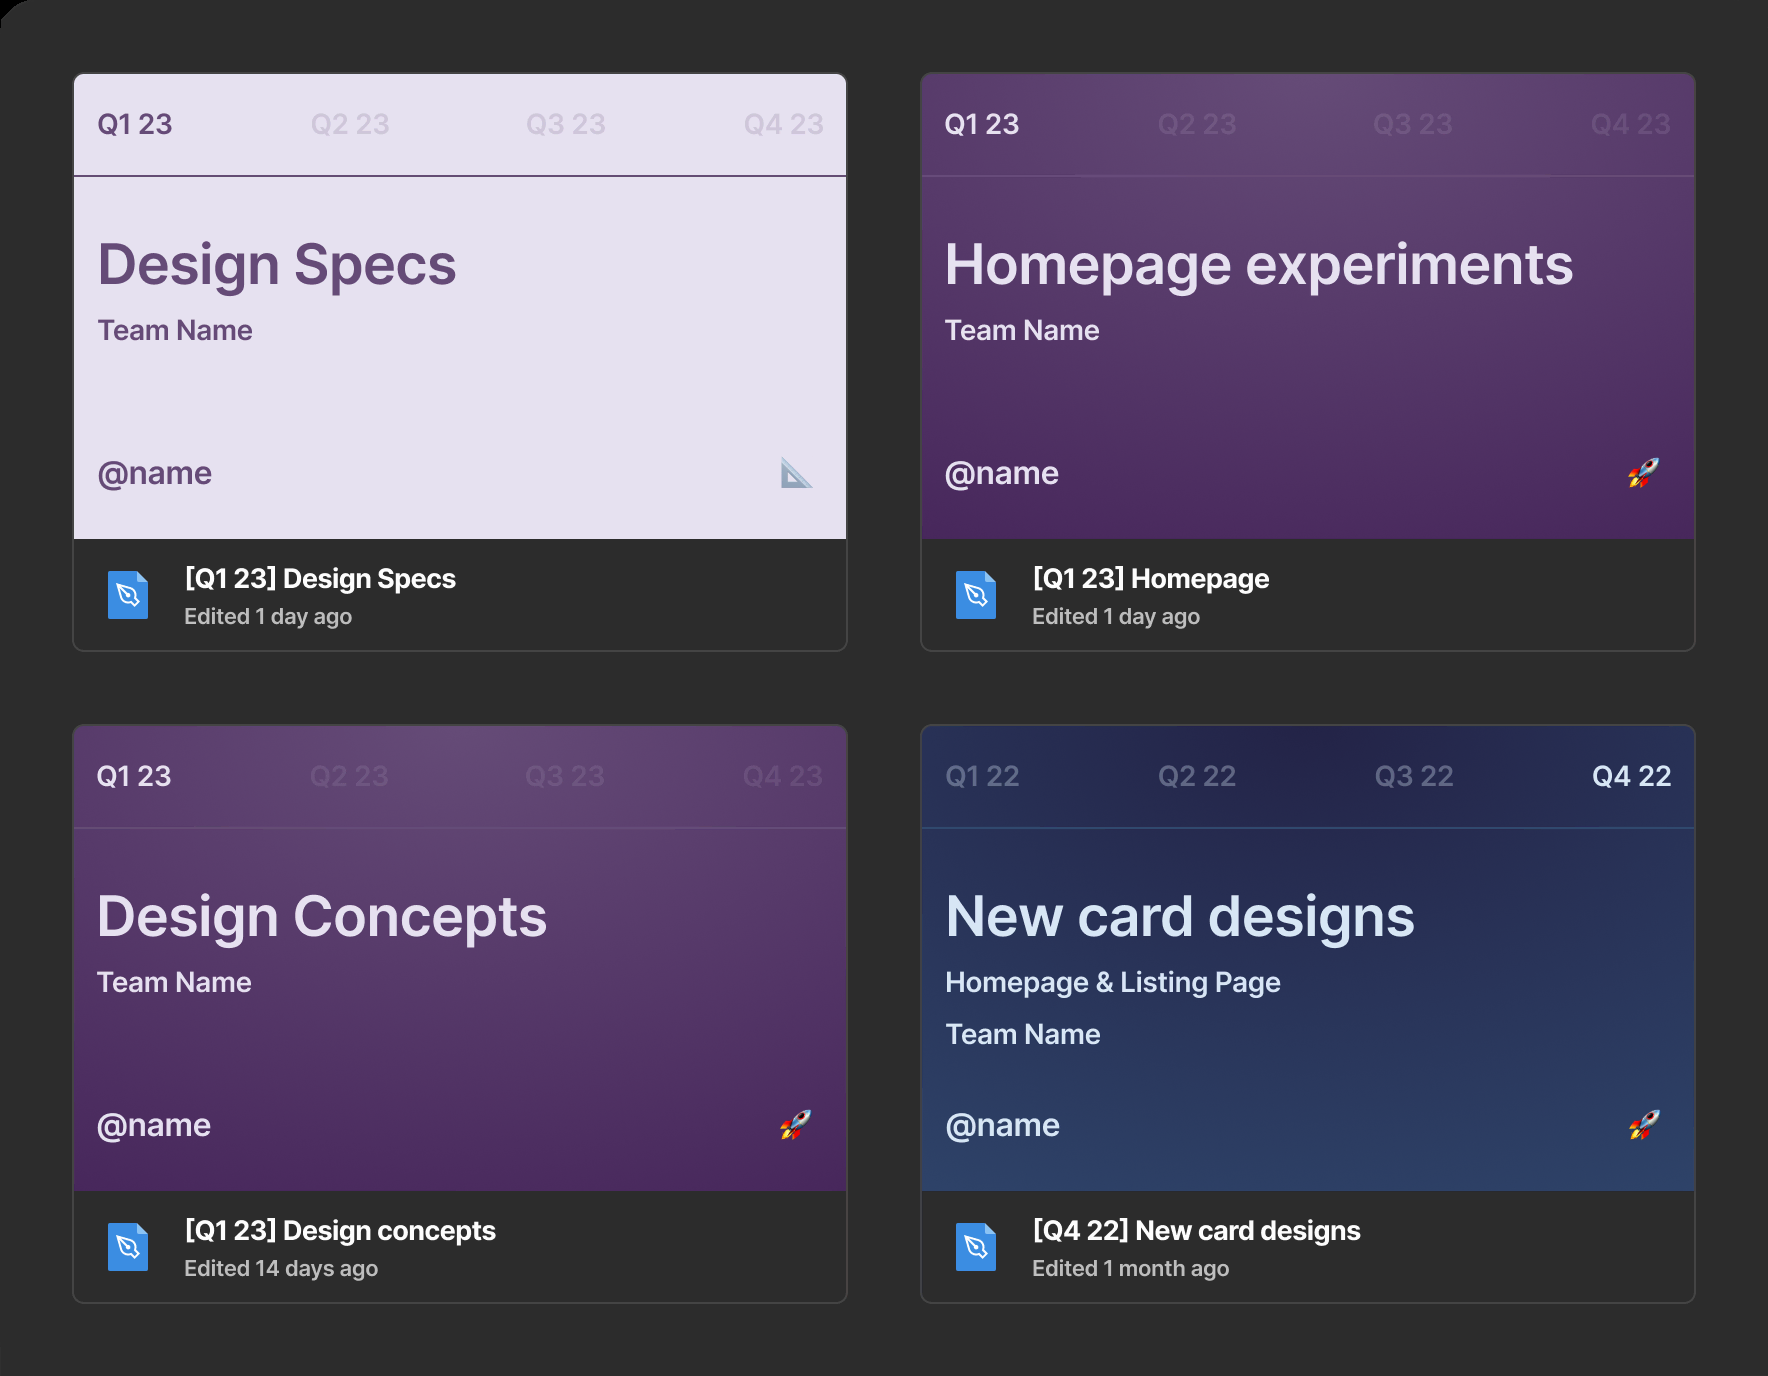 Q1 23 Q2 23 Q3 23 Q4 23
Design Specs
Team Name
@name
[Q1 23] Design Specs
Edited 1 day ago
Q1 23 Q2 23 Q3 23 Q4 23
Homepage experiments
Team Name
@name
[Q1 23] Homepage
Edited 1 day ago
Q1 23 Q2 23 Q3 23 Q4 23
Design Concepts
Team Name
@name
[Q1 23] Design concepts
Edited 14 days ago
Q1 22 Q2 22 Q3 22 Q4 22
New card designs
Homepage & Listing Page
Team Name
@name
[Q4 22] New card designs
Edited 1 month ago